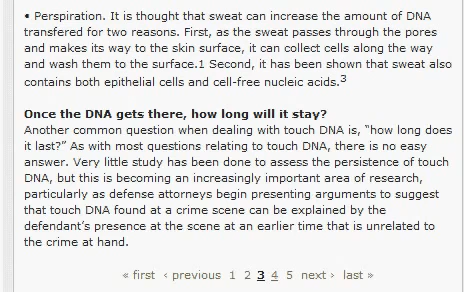 • Perspiration. It is thought that sweat can increase the amount of DNA
transfered for two reasons. First, as the sweat passes through the pores
and makes its way to the skin surface, it can collect cells along the way
and wash them to the surface.1 Second, it has been shown that sweat also
contains both epithelial cells and cell-free nucleic acids.3
Once the DNA gets there, how long will it stay?
Another common question when dealing with touch DNA is, "how long does
it last?" As with most questions relating to touch DNA, there is no easy
answer. Very little study has been done to assess the persistence of touch
DNA, but this is becoming an increasingly important area of research,
particularly as defense attorneys begin presenting arguments to suggest
that touch DNA found at a crime scene can be explained by the
defendant's presence at the scene at an earlier time that is unrelated to
the crime at hand.
« first ‹ previous 1 2 3 4 5 next › last »